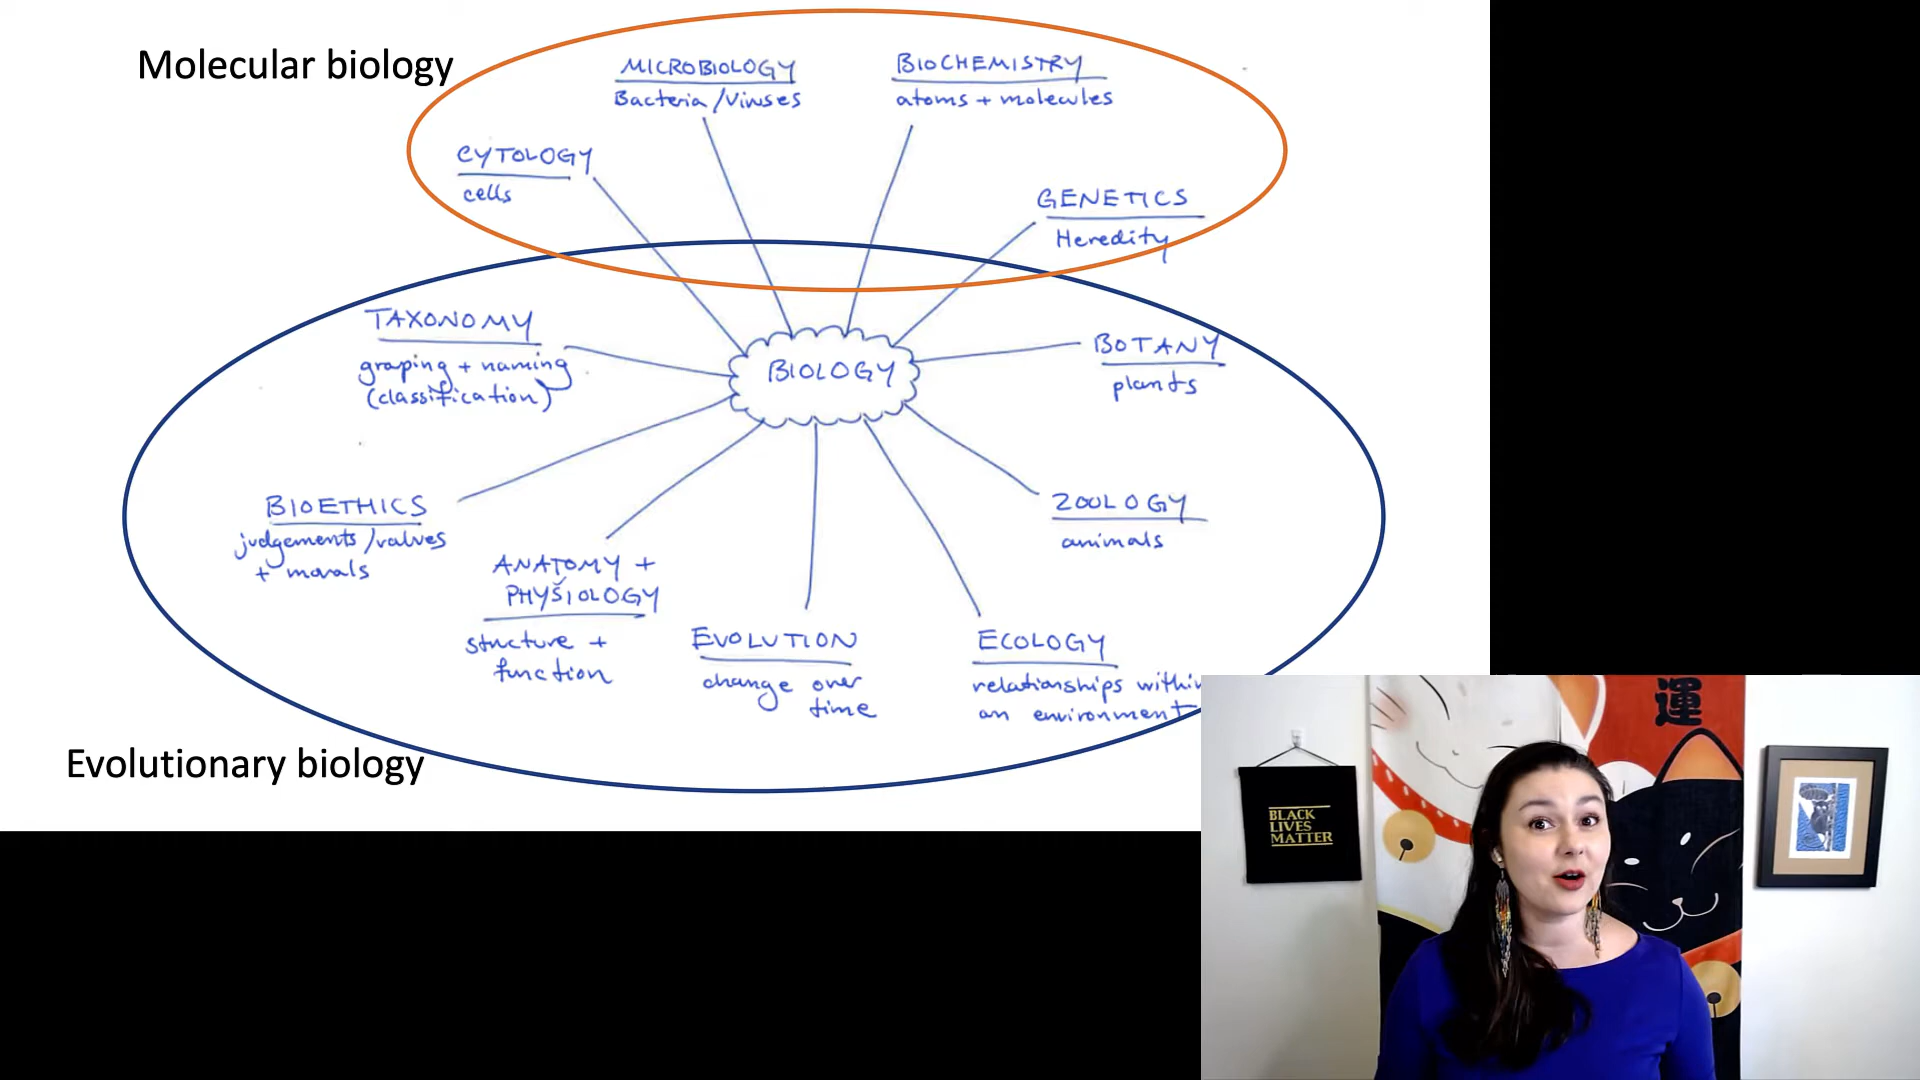 Molecular biology
MICROBIOLOGY
Bacteria/Viruses
BIOCHEMISTRY
atoms + molecules
CYTOLOGY
cells
GENETICS
Heredity
TAXONOMY
grouping + naming
(classification)
BIOLOGY
BOTANY
plants
BIOETHICS
judgements/values
+ morals
ZOOLOGY
animals
ANATOMY +
PHYSIOLOGY
structure +
function
EVOLUTION
change over
time
ECOLOGY
relationships within
an environment
Evolutionary biology
運
BLACK
LIVES
MATTER